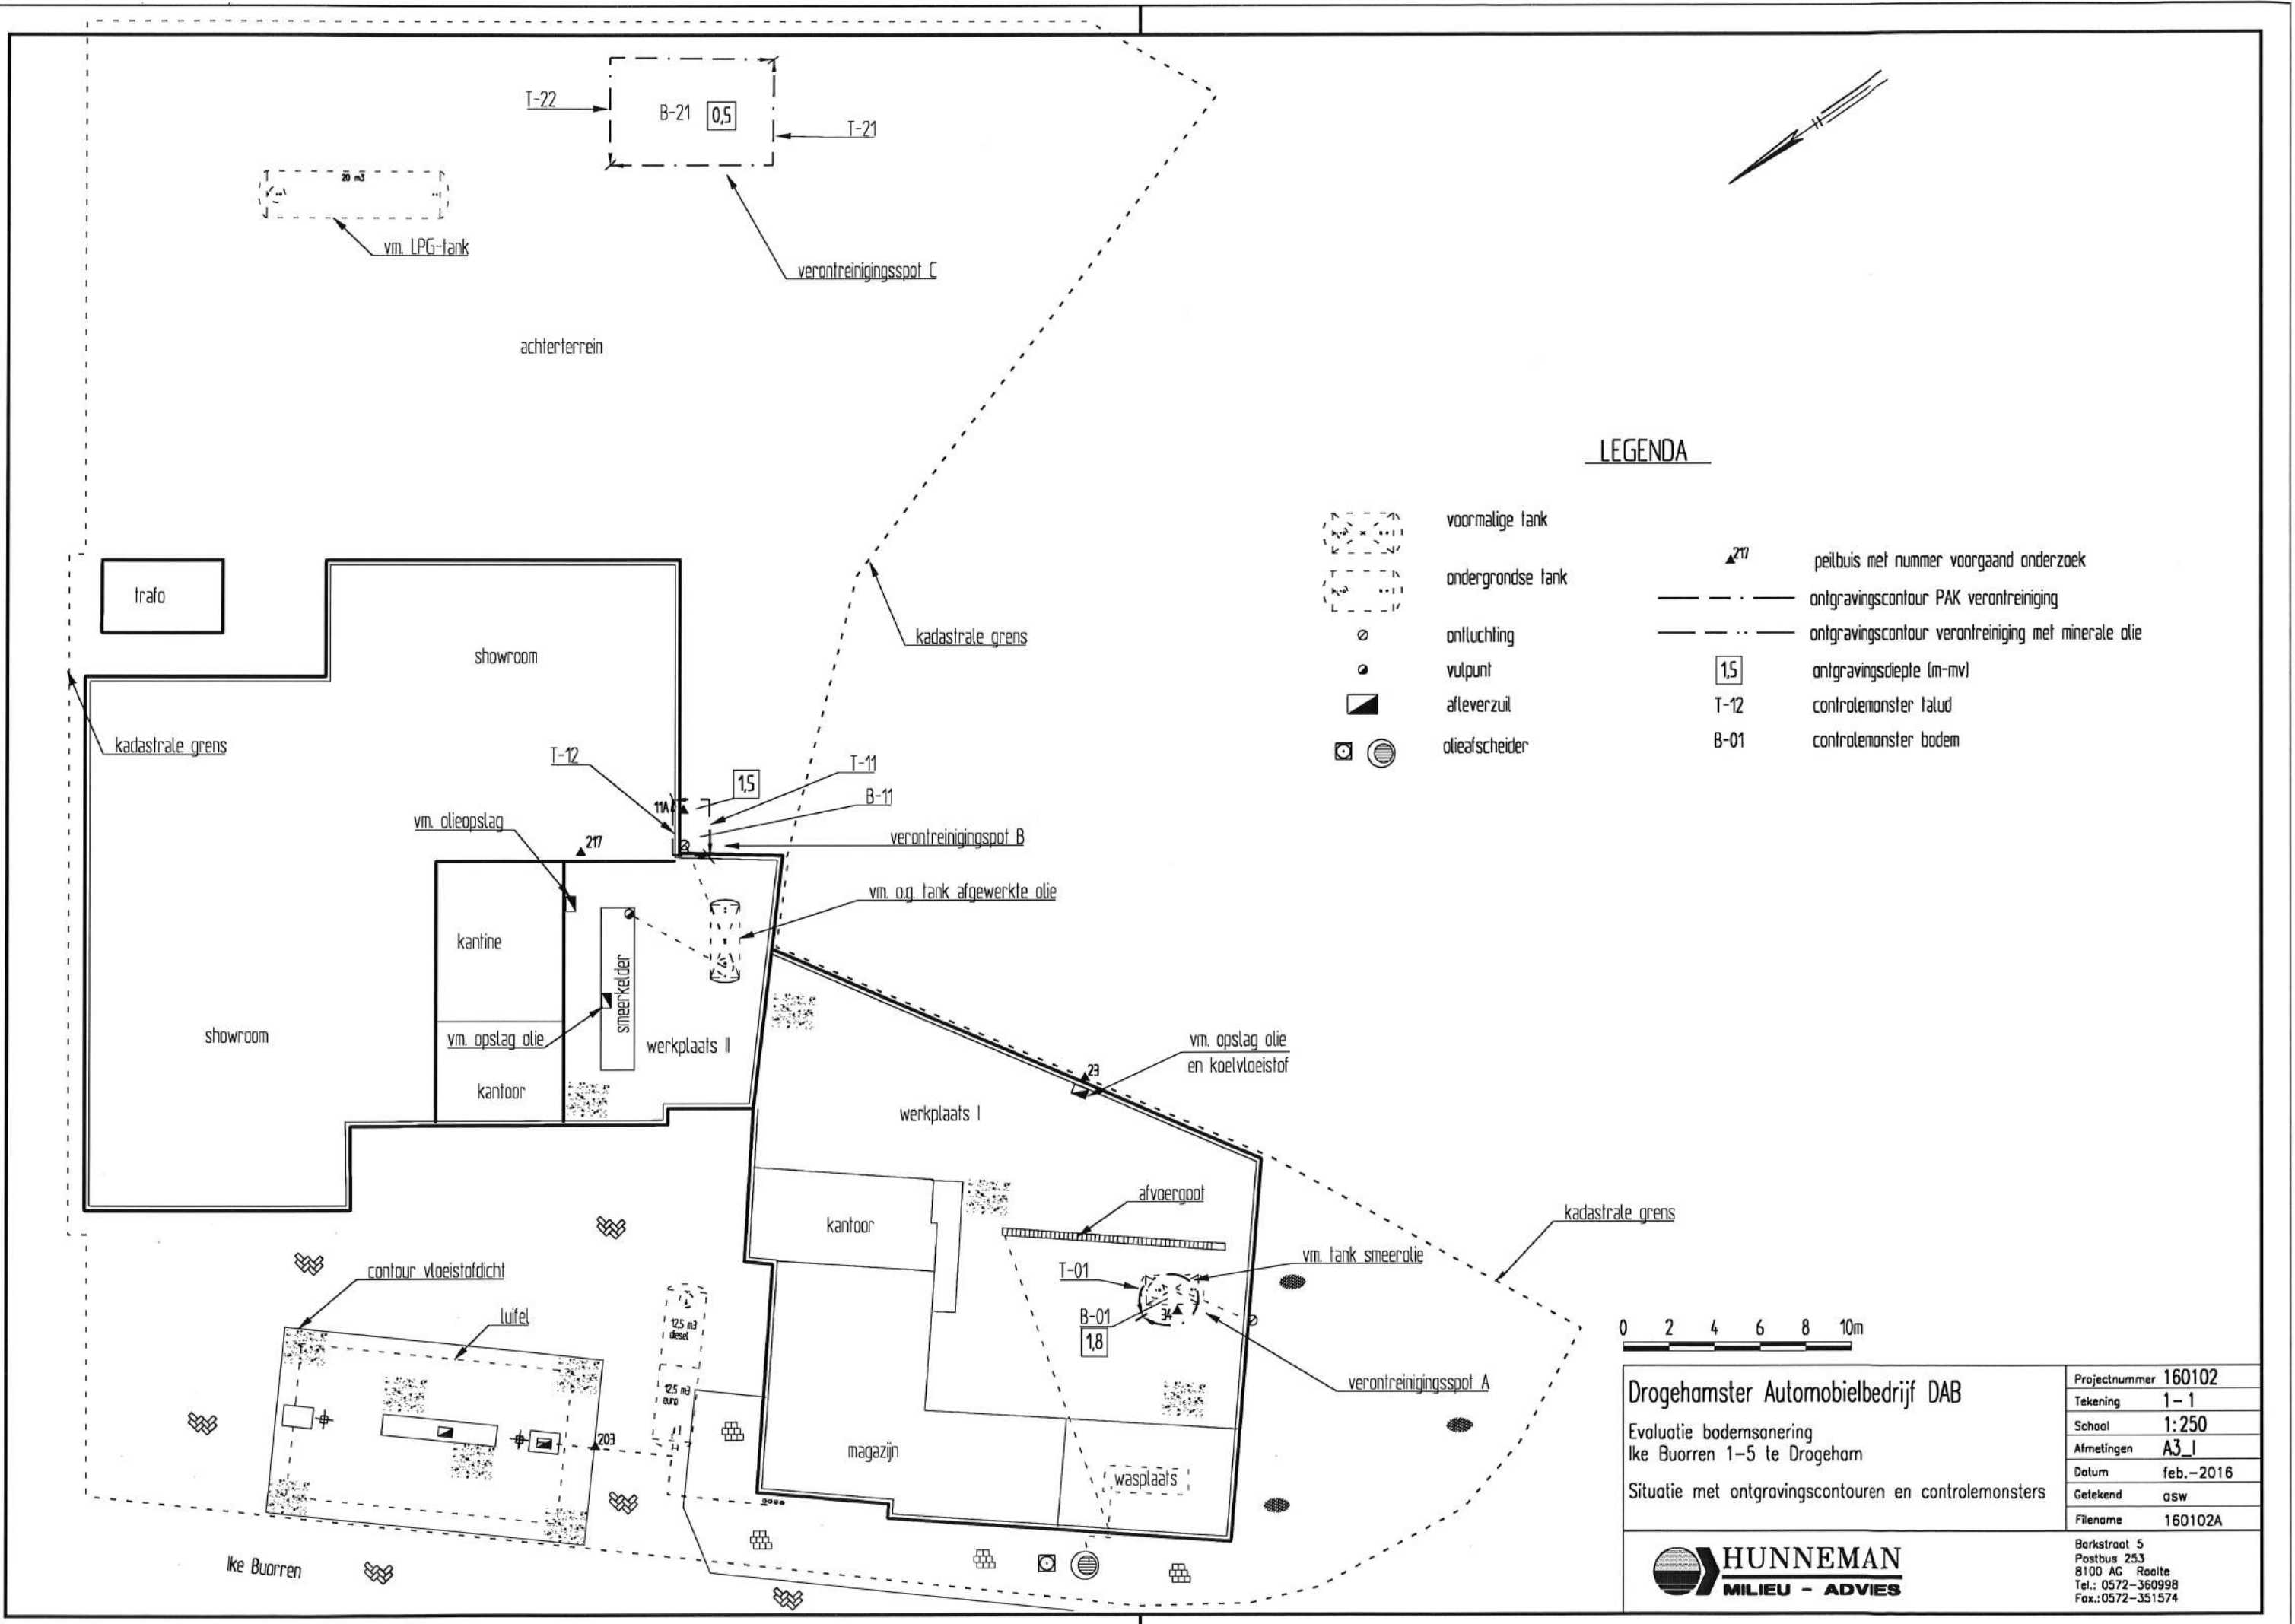 T-22
B-21
0,5
T-21
20 m3
vm. LPG-tank
verontreinigingsspot C
achterterrein
trafo
showroom
kadastrale grens
kadastrale grens
T-12
1,5
T-11
11A
B-11
vm. olieopslag
217
verontreinigingspot B
vm. o.g. tank afgewerkte olie
kantine
smeerkelder
showroom
vm. opslag olie
werkplaats II
kantoor
vm. opslag olie
en koelvloeistof
23
werkplaats I
kantoor
afvoergoot
kadastrale grens
vm. tank smeerolie
T-01
B-01
34
1,8
verontreinigingsspot A
contour vloeistofdicht
luifel
12,5 m3
diesel
12,5 m3
euro
203
magazijn
wasplaats
Ike Buorren
LEGENDA
voormalige tank
ondergrondse tank
ontluchting
vulpunt
afleverzuil
olieafscheider
217
peilbuis met nummer voorgaand onderzoek
ontgravingscontour PAK verontreiniging
ontgravingscontour verontreiniging met minerale olie
1,5
ontgravingsdiepte (m-mv)
T-12
controlemonster talud
B-01
controlemonster bodem
0 2 4 6 8 10m
Drogehamster Automobielbedrijf DAB
Evaluatie bodemsanering
Ike Buorren 1-5 te Drogeham
Situatie met ontgravingscontouren en controlemonsters
Projectnummer 160102
Tekening 1-1
Schaal 1:250
Afmetingen A3_l
Datum feb.-2016
Getekend asw
Filename 160102A
HUNNEMAN
MILIEU - ADVIES
Barkstraat 5
Postbus 253
8100 AG Raalte
Tel.: 0572-360998
Fax.:0572-351574